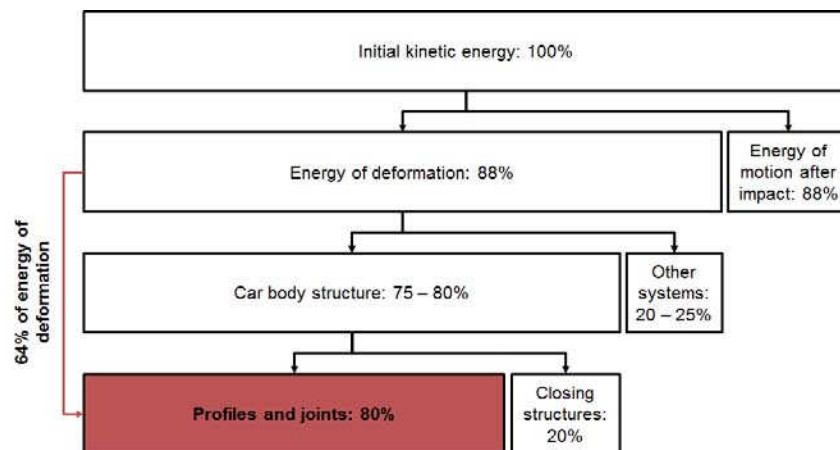 Initial kinetic energy: 100%
Energy of deformation: 88%
Energy of
motion after
impact: 88%
64% of energy of
deformation
Car body structure: 75 – 80%
Other
systems:
20 – 25%
Profiles and joints: 80%
Closing
structures:
20%